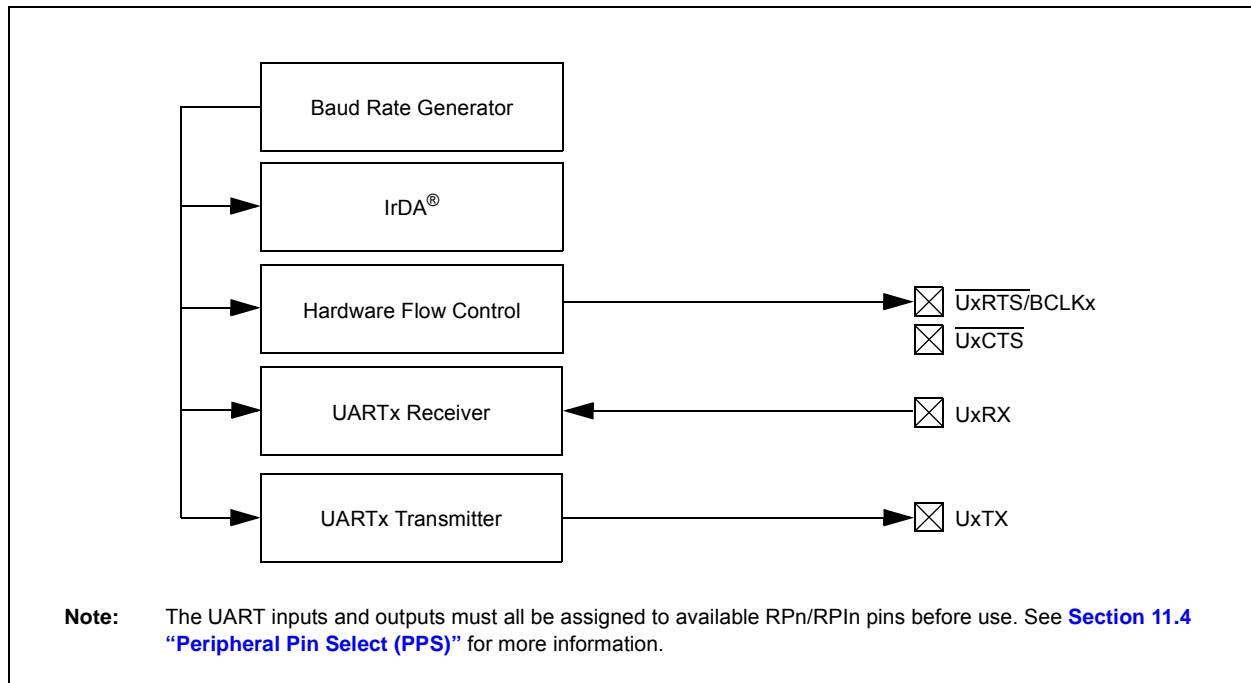 Baud Rate Generator
IrDA®
Hardware Flow Control
UxRTS/BCLKx
UxCTS
UARTx Receiver
UxRX
UARTx Transmitter
UxTX
Note: The UART inputs and outputs must all be assigned to available RPn/RPIn pins before use. See Section 11.4
“Peripheral Pin Select (PPS)” for more information.